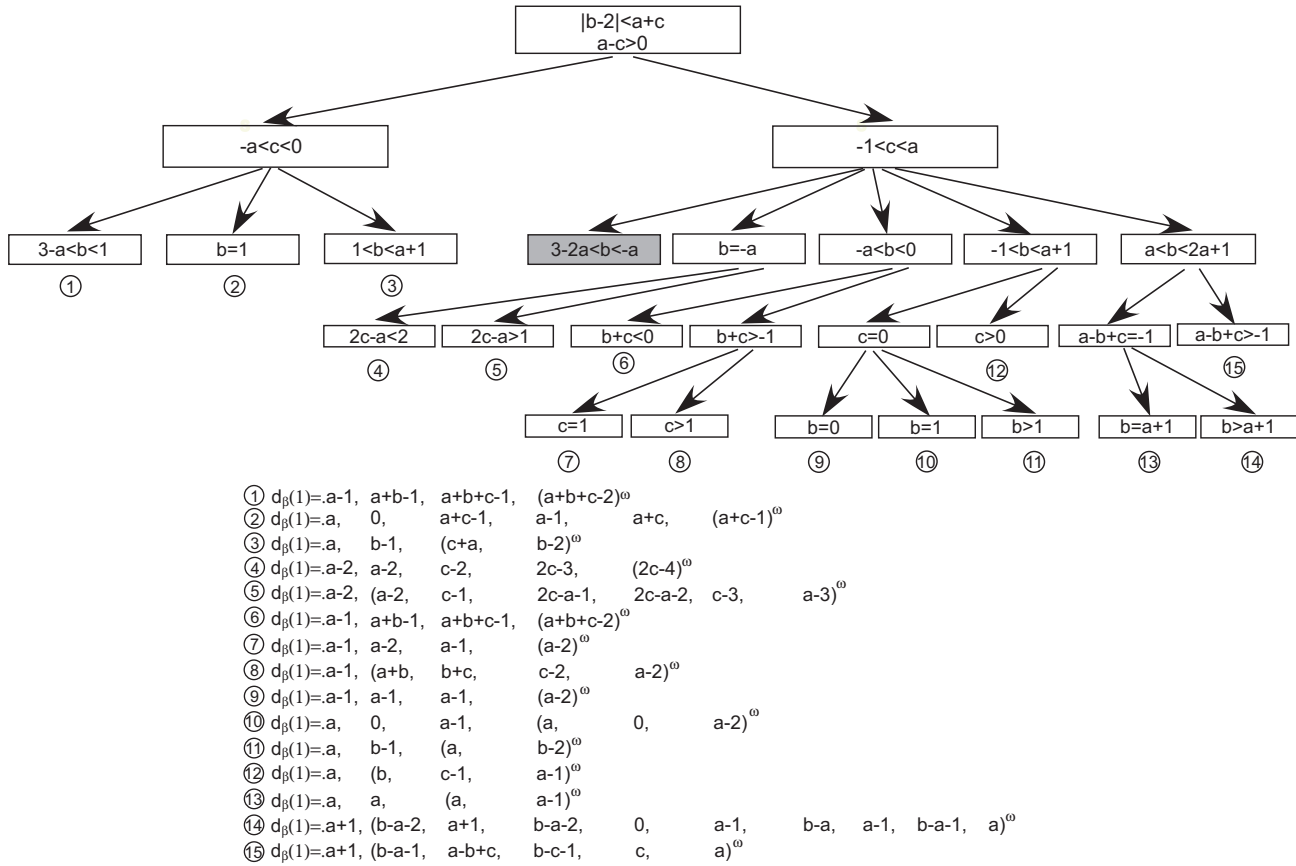 |b-2|<a+c
a-c>0
-a<c<0
-1<c<a
3-a<b<1
b=1
1<b<a+1
3-2a<b<-a
b=-a
-a<b<0
-1<b<a+1
a<b<2a+1
① ② ③
2c-a<2
2c-a>1
b+c<0
b+c>-1
c=0
c>0
a-b+c=-1
a-b+c>-1
④ ⑤ ⑥ ⑫ ⑮
c=1
c>1
b=0
b=1
b>1
b=a+1
b>a+1
⑦ ⑧ ⑨ ⑩ ⑪ ⑬ ⑭
① dβ(1)=.a-1, a+b-1, a+b+c-1, (a+b+c-2)ω
② dβ(1)=.a, 0, a+c-1, a-1, a+c, (a+c-1)ω
③ dβ(1)=.a, b-1, (c+a, b-2)ω
④ dβ(1)=.a-2, a-2, c-2, 2c-3, (2c-4)ω
⑤ dβ(1)=.a-2, (a-2, c-1, 2c-a-1, 2c-a-2, c-3, a-3)ω
⑥ dβ(1)=.a-1, a+b-1, a+b+c-1, (a+b+c-2)ω
⑦ dβ(1)=.a-1, a-2, a-1, (a-2)ω
⑧ dβ(1)=.a-1, (a+b, b+c, c-2, a-2)ω
⑨ dβ(1)=.a-1, a-1, a-1, (a-2)ω
⑩ dβ(1)=.a, 0, a-1, (a, 0, a-2)ω
⑪ dβ(1)=.a, b-1, (a, b-2)ω
⑫ dβ(1)=.a, (b, c-1, a-1)ω
⑬ dβ(1)=.a, a, (a, a-1)ω
⑭ dβ(1)=.a+1, (b-a-2, a+1, b-a-2, 0, a-1, b-a, a-1, b-a-1, a)ω
⑮ dβ(1)=.a+1, (b-a-1, a-b+c, b-c-1, c, a)ω